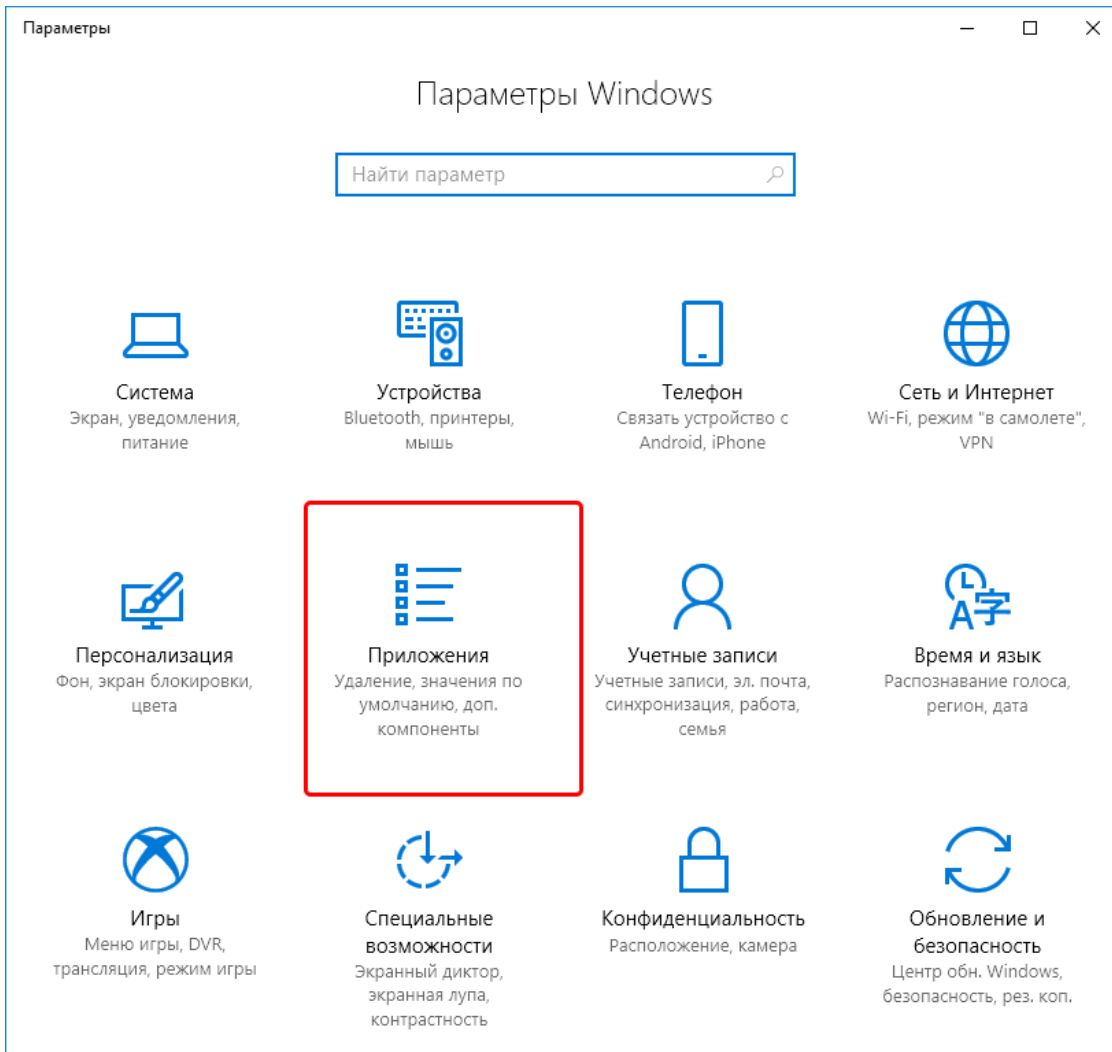 Параметры
Параметры Windows
Найти параметр
Система
Экран, уведомления,
питание
Устройства
Bluetooth, принтеры,
мышь
Телефон
Связать устройство с
Android, iPhone
Сеть и Интернет
Wi-Fi, режим "в самолете",
VPN
Персонализация
Фон, экран блокировки,
цвета
Приложения
Удаление, значения по
умолчанию, доп.
компоненты
Учетные записи
Учетные записи, эл. почта,
синхронизация, работа,
семья
Время и язык
Распознавание голоса,
регион, дата
Игры
Меню игры, DVR,
трансляция, режим игры
Специальные
возможности
Экранный диктор,
экранная лупа,
контрастность
Конфиденциальность
Расположение, камера
Обновление и
безопасность
Центр обн. Windows,
безопасность, рез. коп.